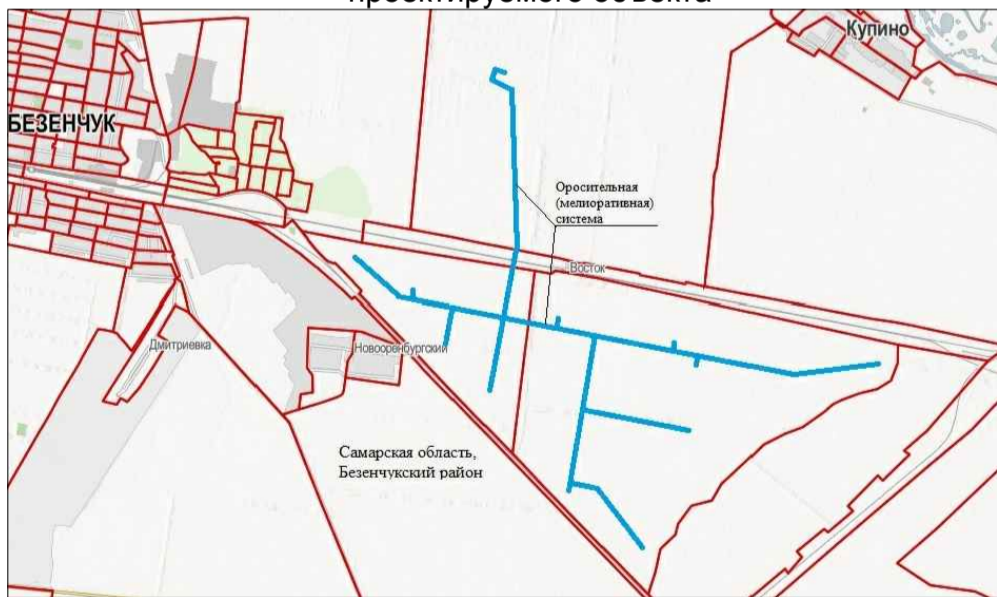 проектируемого объекта
Купино
БЕЗЕНЧУК
Оросительная
(мелиоративная)
система
Восток
Дмитриевка
Новооренбургский
Самарская область,
Безенчукский район